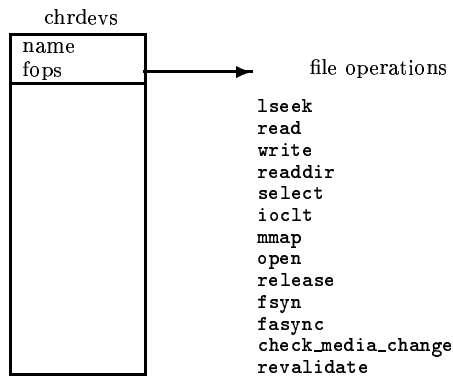 chrdevs
name
fops
file operations
lseek
read
write
readdir
select
ioclt
mmap
open
release
fsyn
fasync
check_media_change
revalidate